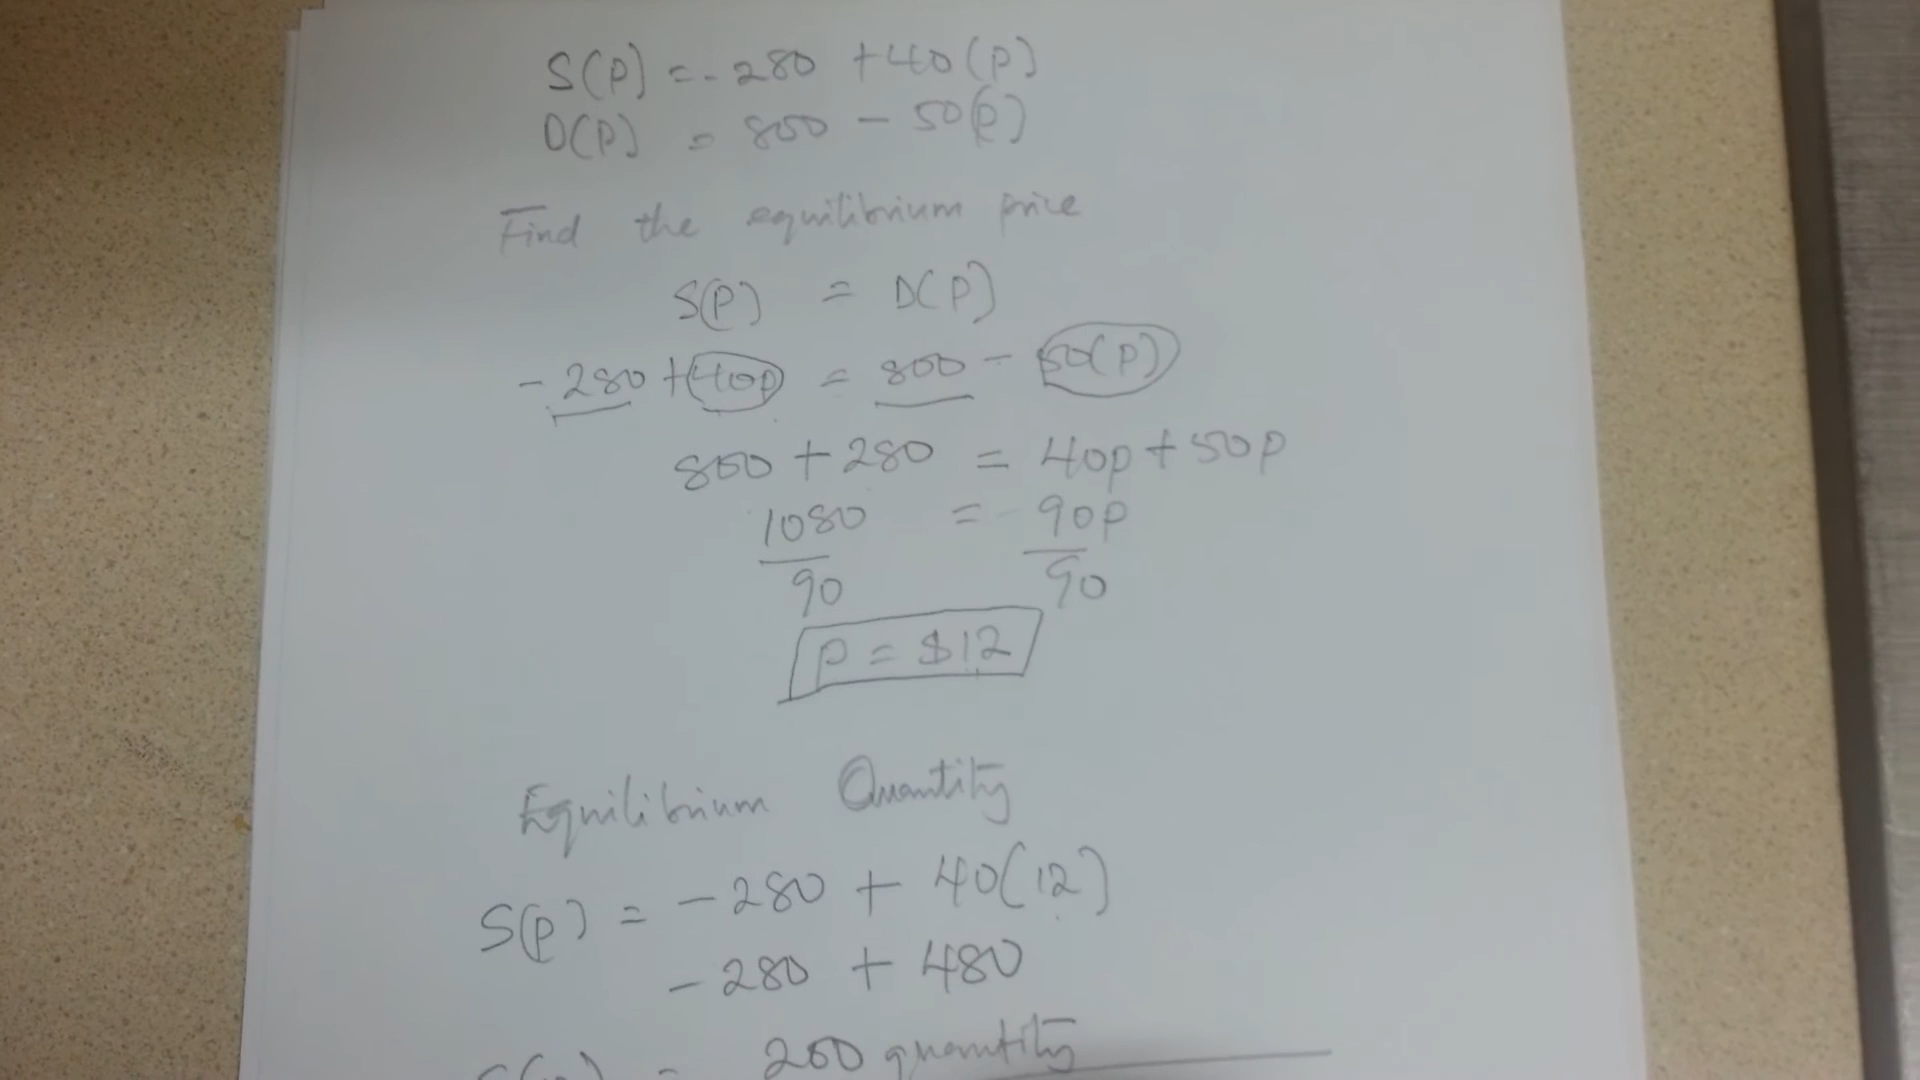 S(P) = -280 + 40(P)
D(P) = 800 - 50(P)
Find the equilibrium price
S(P) = D(P)
-280 + 40p = 800 - 50(P)
800 + 280 = 40p + 50p
1080 = 90p
90 90
P = $12
Equilibrium Quantity
S(p) = -280 + 40(12)
-280 + 480
= 200 quantity